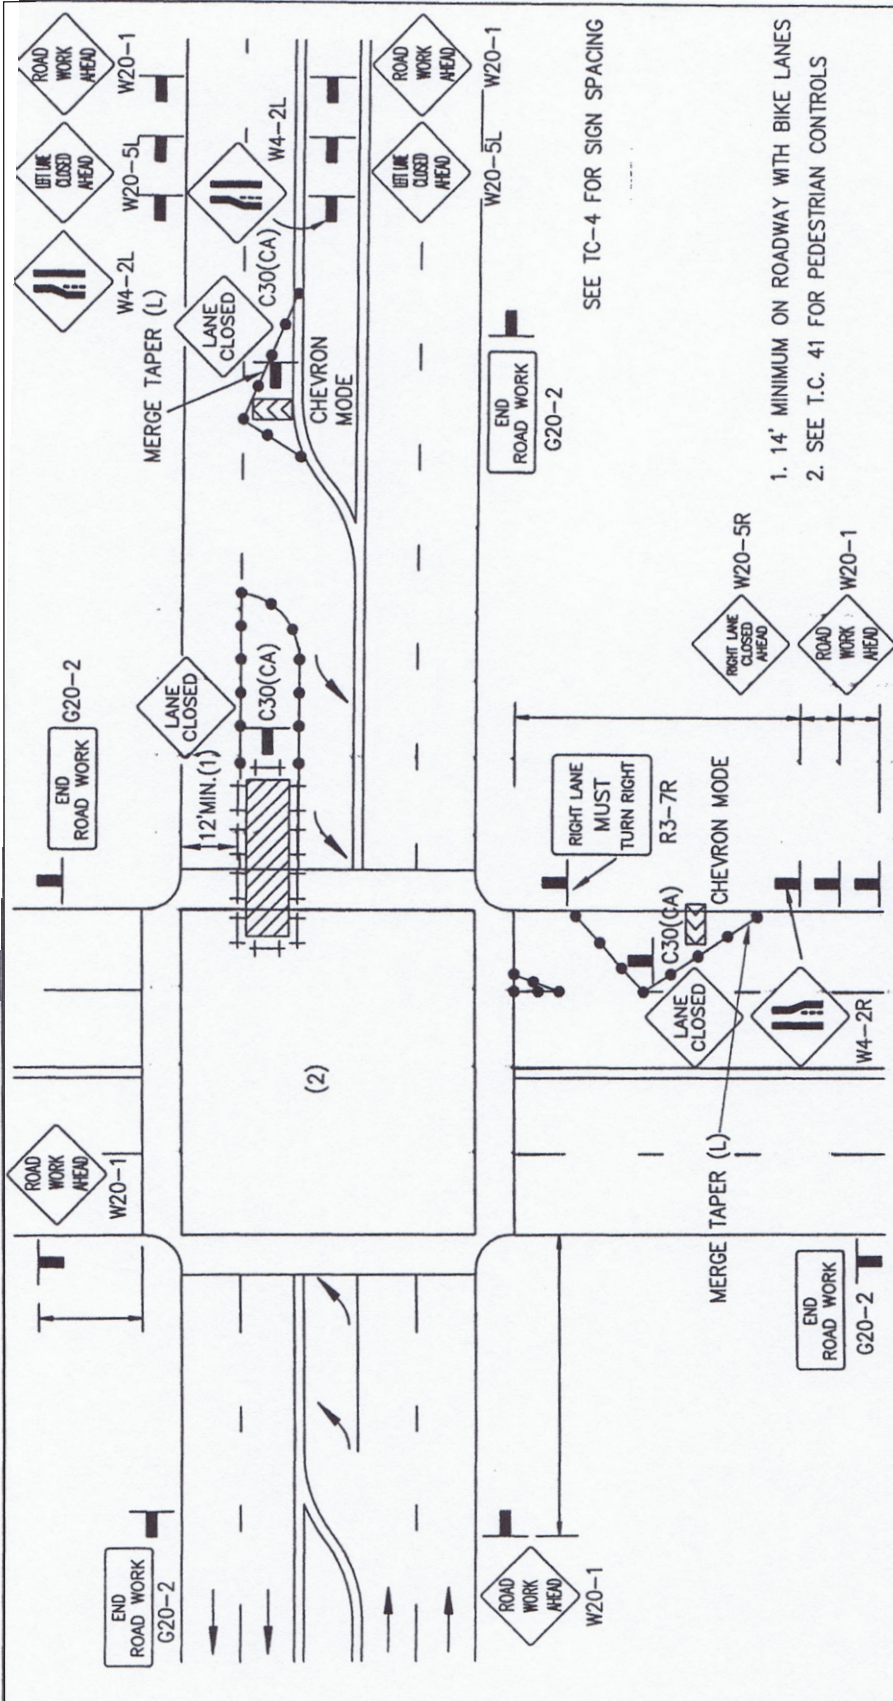 END
ROAD WORK
G20-2
ROAD
WORK
AHEAD
W20-1
END
ROAD WORK
G20-2
ROAD
WORK
AHEAD
W20-1
LEFT LANE
CLOSED
AHEAD
W20-5L
W4-2L
MERGE TAPER (L)
LANE
CLOSED
C30(CA)
W4-2L
CHEVRON
MODE
12'MIN.(1)
LANE
CLOSED
C30(CA)
(2)
ROAD
WORK
AHEAD
W20-1
LEFT LANE
CLOSED
AHEAD
W20-5L
END
ROAD WORK
G20-2
ROAD
WORK
AHEAD
W20-1
RIGHT LANE
MUST
TURN RIGHT
R3-7R
C30(CA)
CHEVRON MODE
LANE
CLOSED
W4-2R
MERGE TAPER (L)
END
ROAD WORK
G20-2
RIGHT LANE
CLOSED
AHEAD
W20-5R
ROAD
WORK
AHEAD
W20-1
SEE TC-4 FOR SIGN SPACING
1. 14' MINIMUM ON ROADWAY WITH BIKE LANES
2. SEE T.C. 41 FOR PEDESTRIAN CONTROLS